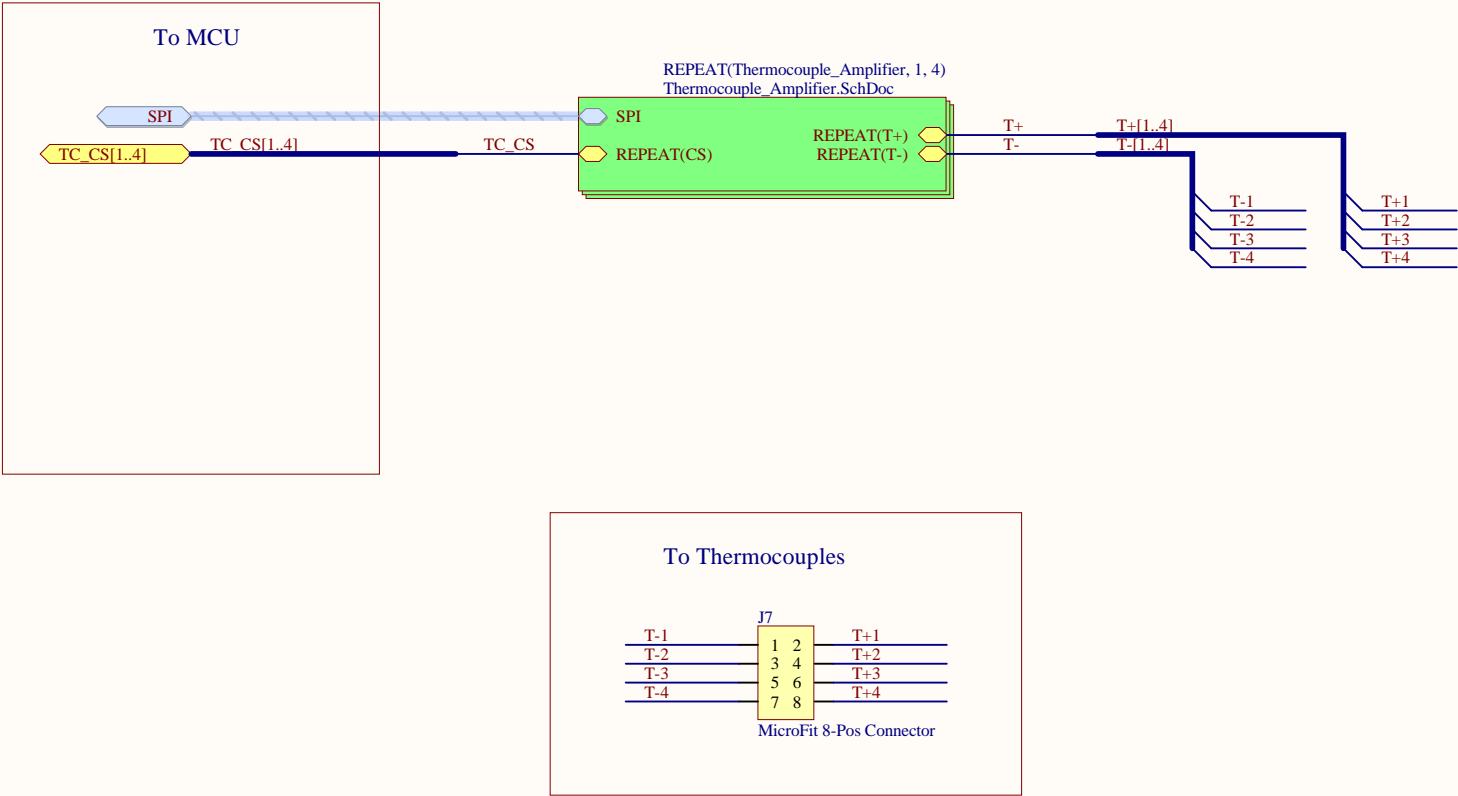 To MCU
REPEAT(Thermocouple_Amplifier, 1, 4)
Thermocouple_Amplifier.SchDoc
SPI
SPI
TC_CS[1..4]
TC_CS[1..4]
TC_CS
REPEAT(CS)
REPEAT(T+)
REPEAT(T-)
T+
T-
T+[1..4]
T-[1..4]
T-1
T-2
T-3
T-4
T+1
T+2
T+3
T+4
To Thermocouples
J7
T-1 1 2 T+1
T-2 3 4 T+2
T-3 5 6 T+3
T-4 7 8 T+4
MicroFit 8-Pos Connector